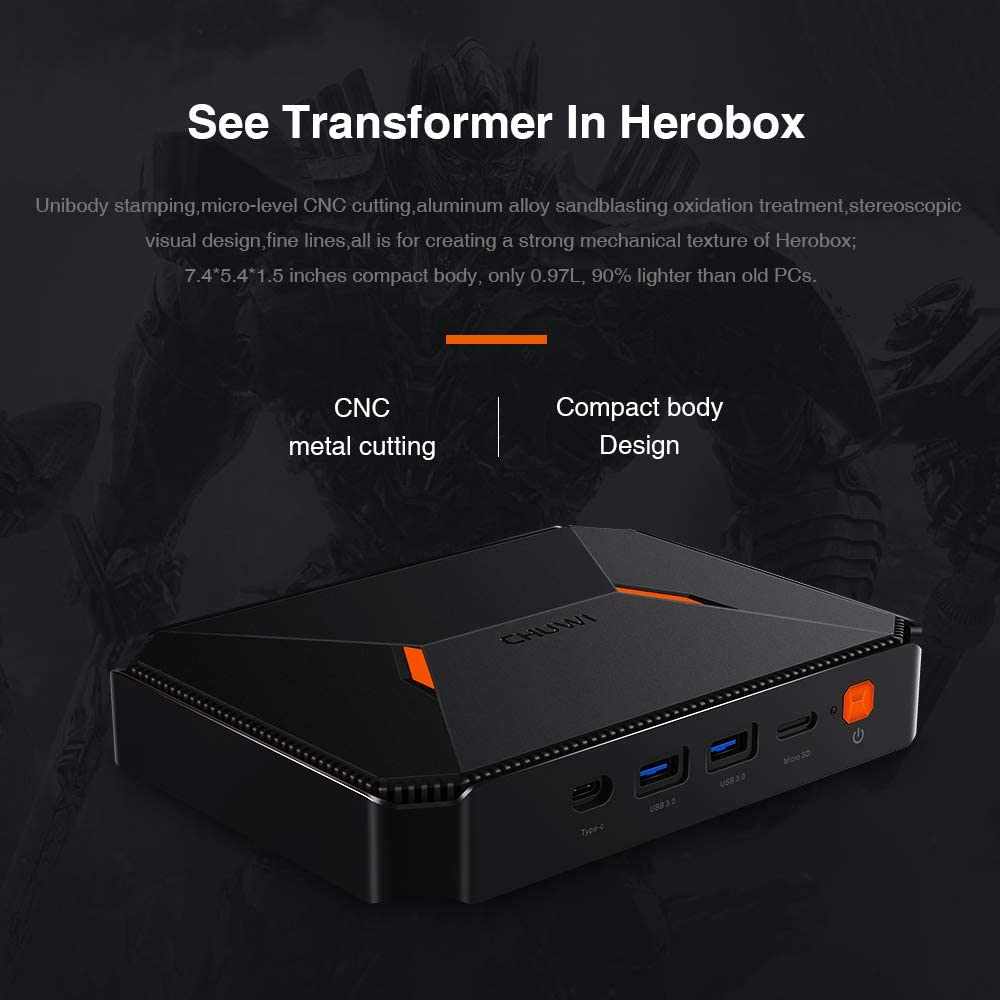 See Transformer In Herobox
Unibody stamping,micro-level CNC cutting,aluminum alloy sandblasting oxidation treatment,stereoscopic
visual design,fine lines,all is for creating a strong mechanical texture of Herobox;
7.4*5.4*1.5 inches compact body, only 0.97L, 90% lighter than old PCs.
CNC
metal cutting
Compact body
Design
CHUWI
Type-c
USB 3.0
USB 3.0
Micro SD